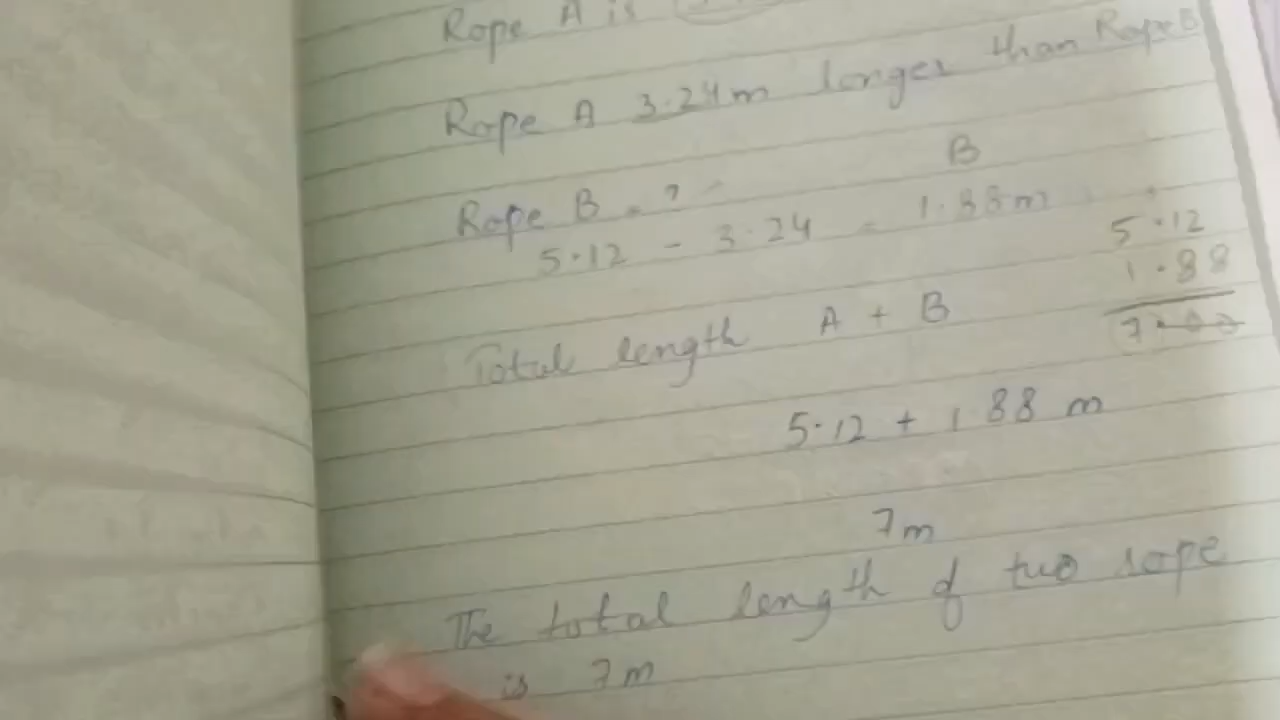 Rope A is
Rope A 3.24m longer than Rope B
Rope B = ?
B
5.12 - 3.24 = 1.88m
5.12
1.88
7.00
Total length A + B
5.12 + 1 88 m
7m
The total length of two rope
is 7m